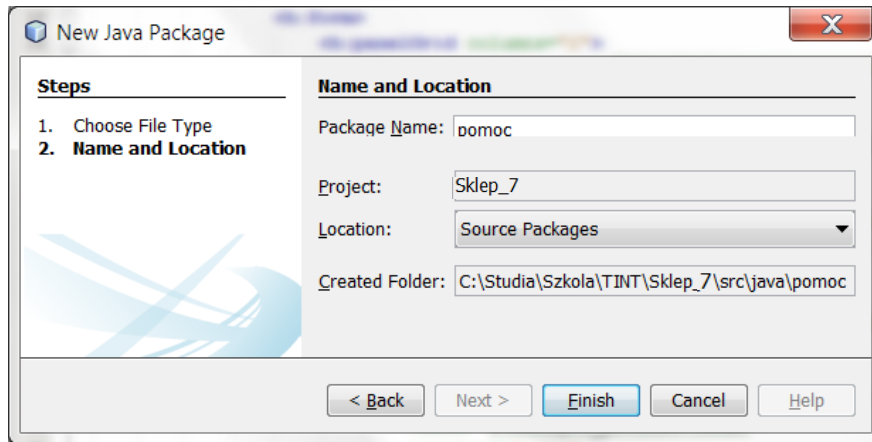 New Java Package
Steps
1. Choose File Type
2. Name and Location
Name and Location
Package Name: pomoc
Project: Sklep_7
Location: Source Packages
Created Folder: C:\Studia\Szkola\TINT\Sklep_7\src\java\pomoc
< Back Next > Finish Cancel Help